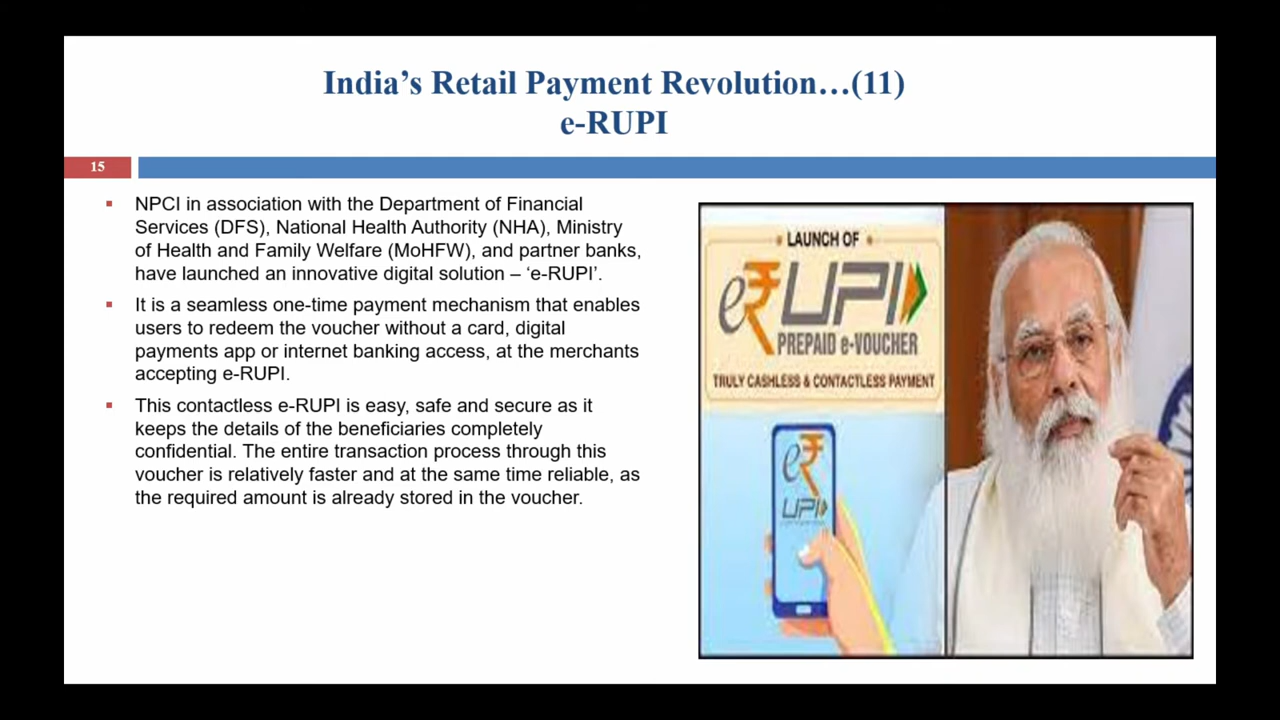 India’s Retail Payment Revolution…(11)
e-RUPI
15
▪ NPCI in association with the Department of Financial
Services (DFS), National Health Authority (NHA), Ministry
of Health and Family Welfare (MoHFW), and partner banks,
have launched an innovative digital solution – ‘e-RUPI’.
▪ It is a seamless one-time payment mechanism that enables
users to redeem the voucher without a card, digital
payments app or internet banking access, at the merchants
accepting e-RUPI.
▪ This contactless e-RUPI is easy, safe and secure as it
keeps the details of the beneficiaries completely
confidential. The entire transaction process through this
voucher is relatively faster and at the same time reliable, as
the required amount is already stored in the voucher.
LAUNCH OF
e₹UPI
PREPAID e-VOUCHER
TRULY CASHLESS & CONTACTLESS PAYMENT
e₹
UPI